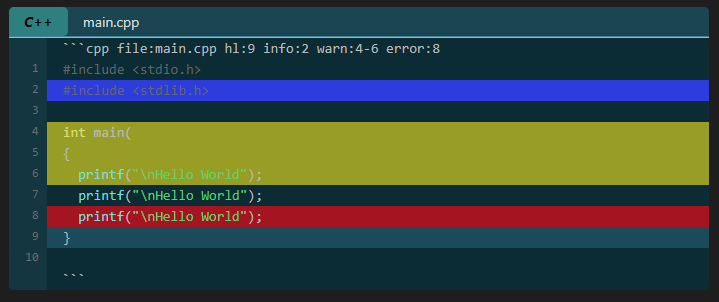 C++ main.cpp
```cpp file:main.cpp hl:9 info:2 warn:4-6 error:8
1 #include <stdio.h>
2 #include <stdlib.h>
3
4 int main(
5 {
6 printf("\nHello World");
7 printf("\nHello World");
8 printf("\nHello World");
9 }
10
```